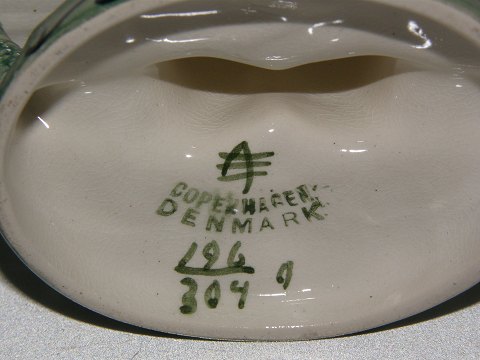 COPENHAGEN
DENMARK
196
304 9